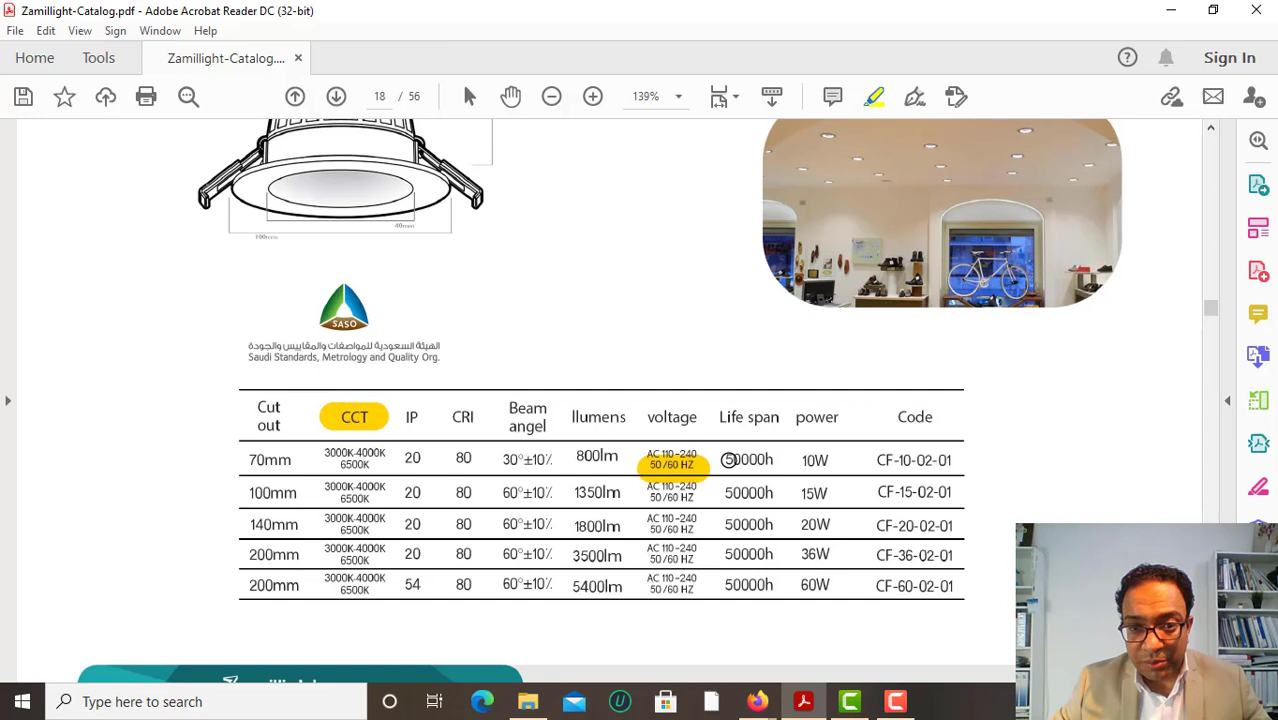 Zamillight-Catalog.pdf - Adobe Acrobat Reader DC (32-bit)
File Edit View Sign Window Help
Home Tools Zamillight-Catalog.... × Sign In
18 / 56 139%
40mm
100mm
SASO
الهيئة السعودية للمواصفات والمقاييس والجودة
Saudi Standards, Metrology and Quality Org.
Cut out CCT IP CRI Beam angel llumens voltage Life span power Code
70mm 3000K-4000K 6500K 20 80 30°±10٪ 800lm AC 110-240 50/60 HZ 50000h 10W CF-10-02-01
100mm 3000K-4000K 6500K 20 80 60°±10٪ 1350lm AC 110-240 50/60 HZ 50000h 15W CF-15-02-01
140mm 3000K-4000K 6500K 20 80 60°±10٪ 1800lm AC 110-240 50/60 HZ 50000h 20W CF-20-02-01
200mm 3000K-4000K 6500K 20 80 60°±10٪ 3500lm AC 110-240 50/60 HZ 50000h 36W CF-36-02-01
200mm 3000K-4000K 6500K 54 80 60°±10٪ 5400lm AC 110-240 50/60 HZ 50000h 60W CF-60-02-01
Type here to search